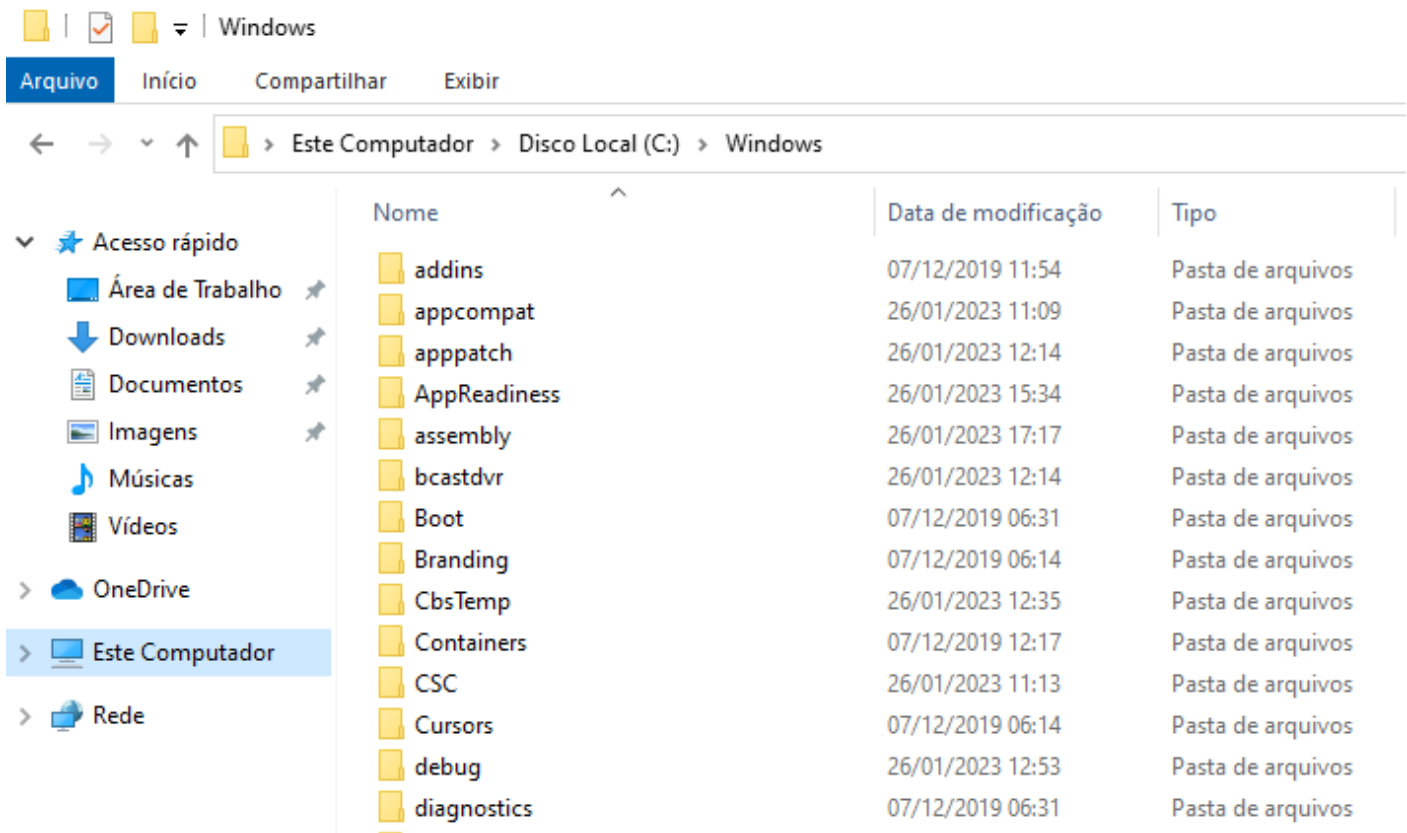 Windows
Arquivo Início Compartilhar Exibir
Este Computador > Disco Local (C:) > Windows
Nome Data de modificação Tipo
Acesso rápido
Área de Trabalho
Downloads
Documentos
Imagens
Músicas
Vídeos
OneDrive
Este Computador
Rede
addins 07/12/2019 11:54 Pasta de arquivos
appcompat 26/01/2023 11:09 Pasta de arquivos
apppatch 26/01/2023 12:14 Pasta de arquivos
AppReadiness 26/01/2023 15:34 Pasta de arquivos
assembly 26/01/2023 17:17 Pasta de arquivos
bcastdvr 26/01/2023 12:14 Pasta de arquivos
Boot 07/12/2019 06:31 Pasta de arquivos
Branding 07/12/2019 06:14 Pasta de arquivos
CbsTemp 26/01/2023 12:35 Pasta de arquivos
Containers 07/12/2019 12:17 Pasta de arquivos
CSC 26/01/2023 11:13 Pasta de arquivos
Cursors 07/12/2019 06:14 Pasta de arquivos
debug 26/01/2023 12:53 Pasta de arquivos
diagnostics 07/12/2019 06:31 Pasta de arquivos